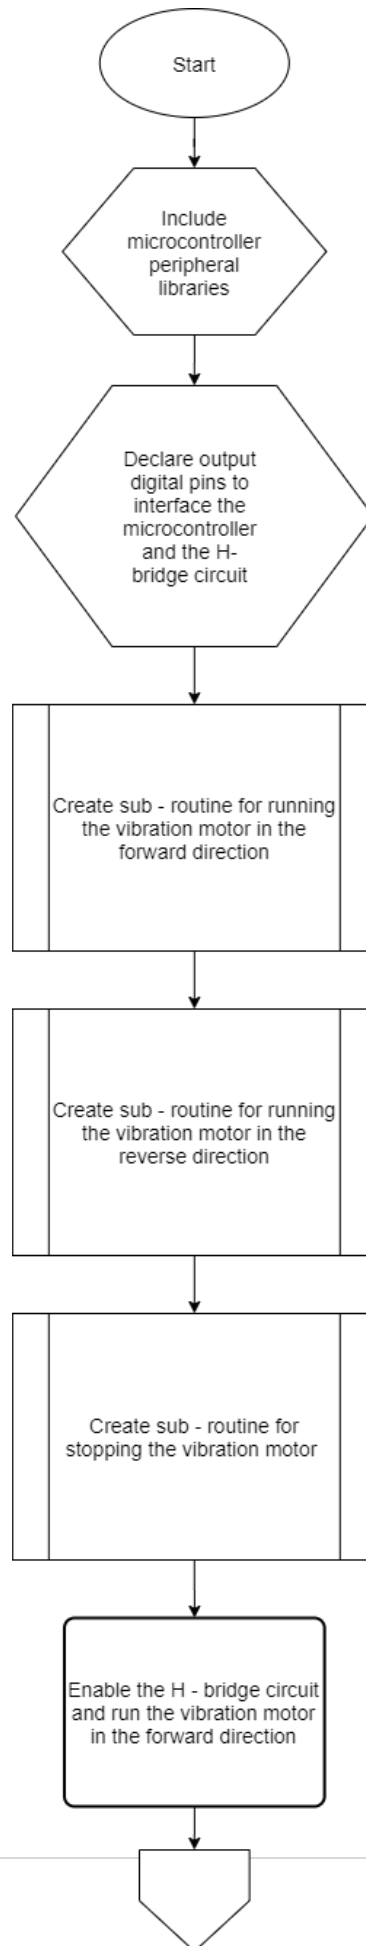 Start
Include
microcontroller
peripheral
libraries
Declare output
digital pins to
interface the
microcontroller
and the H-
bridge circuit
Create sub - routine for running
the vibration motor in the
forward direction
Create sub - routine for running
the vibration motor in the
reverse direction
Create sub - routine for
stopping the vibration motor
Enable the H - bridge circuit
and run the vibration motor
in the forward direction